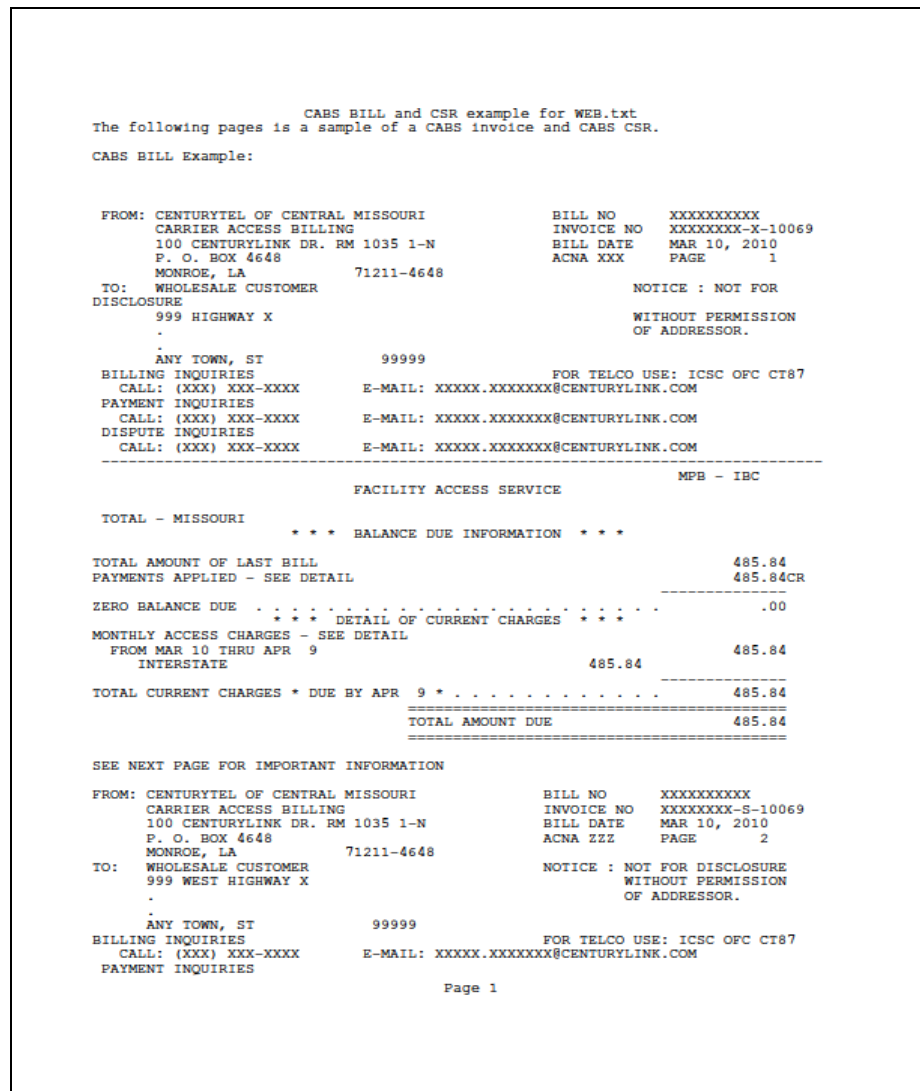 CABS BILL and CSR example for WEB.txt
The following pages is a sample of a CABS invoice and CABS CSR.
CABS BILL Example:
FROM: CENTURYTEL OF CENTRAL MISSOURI BILL NO XXXXXXXXXX
CARRIER ACCESS BILLING INVOICE NO XXXXXXXX-X-10069
100 CENTURYLINK DR. RM 1035 1-N BILL DATE MAR 10, 2010
P. O. BOX 4648 ACNA XXX PAGE 1
MONROE, LA 71211-4648
TO: WHOLESALE CUSTOMER NOTICE : NOT FOR
DISCLOSURE
999 HIGHWAY X WITHOUT PERMISSION
. OF ADDRESSOR.
.
ANY TOWN, ST 99999
BILLING INQUIRIES FOR TELCO USE: ICSC OFC CT87
CALL: (XXX) XXX-XXXX E-MAIL: XXXXX.XXXXXXX@CENTURYLINK.COM
PAYMENT INQUIRIES
CALL: (XXX) XXX-XXXX E-MAIL: XXXXX.XXXXXXX@CENTURYLINK.COM
DISPUTE INQUIRIES
CALL: (XXX) XXX-XXXX E-MAIL: XXXXX.XXXXXXX@CENTURYLINK.COM
--------------------------------------------------------------------------------
MPB - IBC
FACILITY ACCESS SERVICE
TOTAL - MISSOURI
* * * BALANCE DUE INFORMATION * * *
TOTAL AMOUNT OF LAST BILL 485.84
PAYMENTS APPLIED - SEE DETAIL 485.84CR
--------------
ZERO BALANCE DUE . . . . . . . . . . . . . . . . . . . . . . . .00
* * * DETAIL OF CURRENT CHARGES * * *
MONTHLY ACCESS CHARGES - SEE DETAIL
FROM MAR 10 THRU APR 9 485.84
INTERSTATE 485.84
--------------
TOTAL CURRENT CHARGES * DUE BY APR 9 * . . . . . . . . . . . . 485.84
==========================================
TOTAL AMOUNT DUE 485.84
==========================================
SEE NEXT PAGE FOR IMPORTANT INFORMATION
FROM: CENTURYTEL OF CENTRAL MISSOURI BILL NO XXXXXXXXXX
CARRIER ACCESS BILLING INVOICE NO XXXXXXXX-S-10069
100 CENTURYLINK DR. RM 1035 1-N BILL DATE MAR 10, 2010
P. O. BOX 4648 ACNA ZZZ PAGE 2
MONROE, LA 71211-4648
TO: WHOLESALE CUSTOMER NOTICE : NOT FOR DISCLOSURE
999 WEST HIGHWAY X WITHOUT PERMISSION
. OF ADDRESSOR.
.
ANY TOWN, ST 99999
BILLING INQUIRIES FOR TELCO USE: ICSC OFC CT87
CALL: (XXX) XXX-XXXX E-MAIL: XXXXX.XXXXXXX@CENTURYLINK.COM
PAYMENT INQUIRIES
Page 1